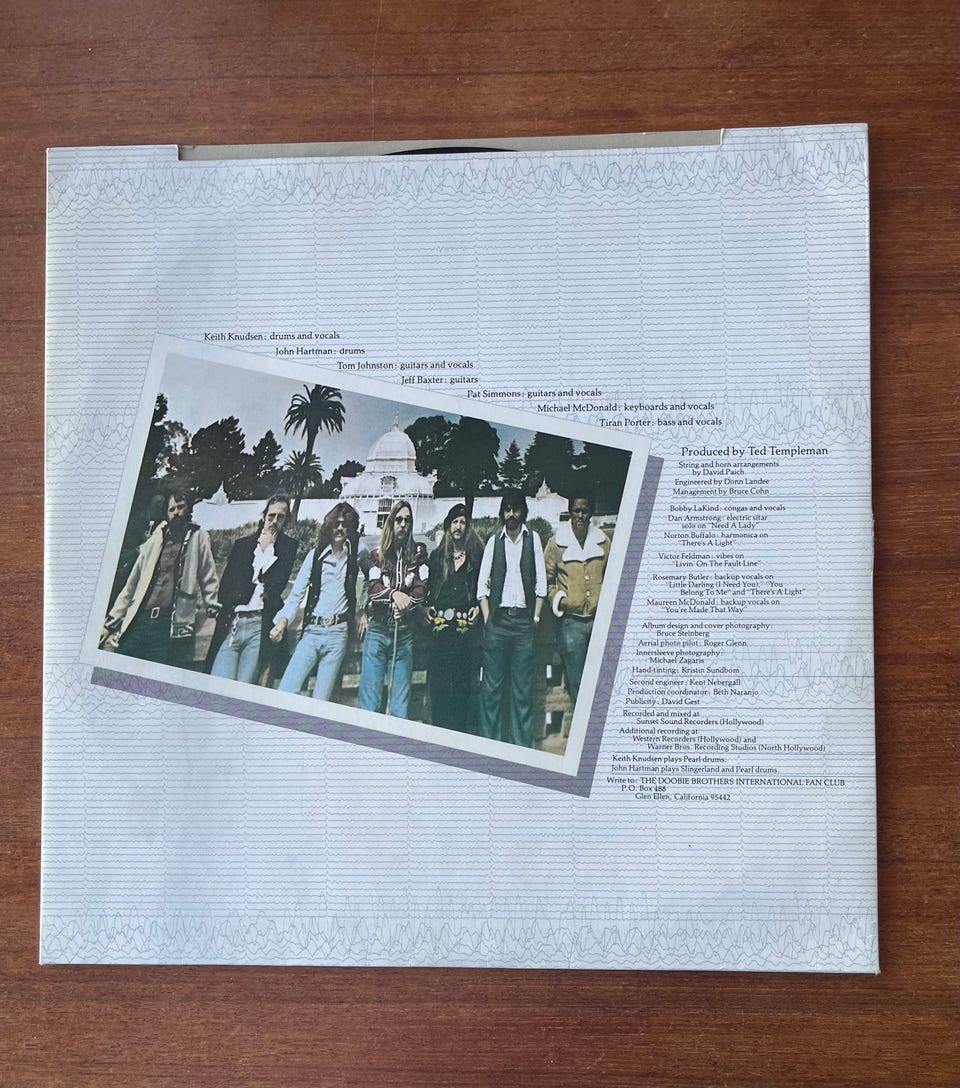 Keith Knudsen: drums and vocals
John Hartman: drums
Tom Johnston: guitars and vocals
Jeff Baxter: guitars
Pat Simmons: guitars and vocals
Michael McDonald: keyboards and vocals
Tiran Porter: bass and vocals
Produced by Ted Templeman
String and horn arrangements
by David Paich
Engineered by Donn Landee
Management by Bruce Cohn
Bobby LaKind: congas and vocals
Dan Armstrong: electric sitar
solo on "Need A Lady"
Norton Buffalo: harmonica on
"There's A Light"
Victor Feldman: vibes on
"Livin' On The Fault Line"
Rosemary Butler: backup vocals on
"Little Darling (I Need You)," "You
Belong To Me" and "There's A Light"
Maureen McDonald: backup vocals on
"You're Made That Way"
Album design and cover photography:
Bruce Steinberg
Aerial photo pilot: Roger Glenn
Innersleeve photography:
Michael Zagaris
Hand-tinting: Kristin Sundbom
Second engineer: Kent Nebergall
Production coordinator: Beth Naranjo
Publicity: David Gest
Recorded and mixed at
Sunset Sound Recorders (Hollywood)
Additional recording at
Western Recorders (Hollywood) and
Warner Bros. Recording Studios (North Hollywood)
Keith Knudsen plays Pearl drums.
John Hartman plays Slingerland and Pearl drums.
Write to: THE DOOBIE BROTHERS INTERNATIONAL FAN CLUB
P.O. Box 488
Glen Ellen, California 95442